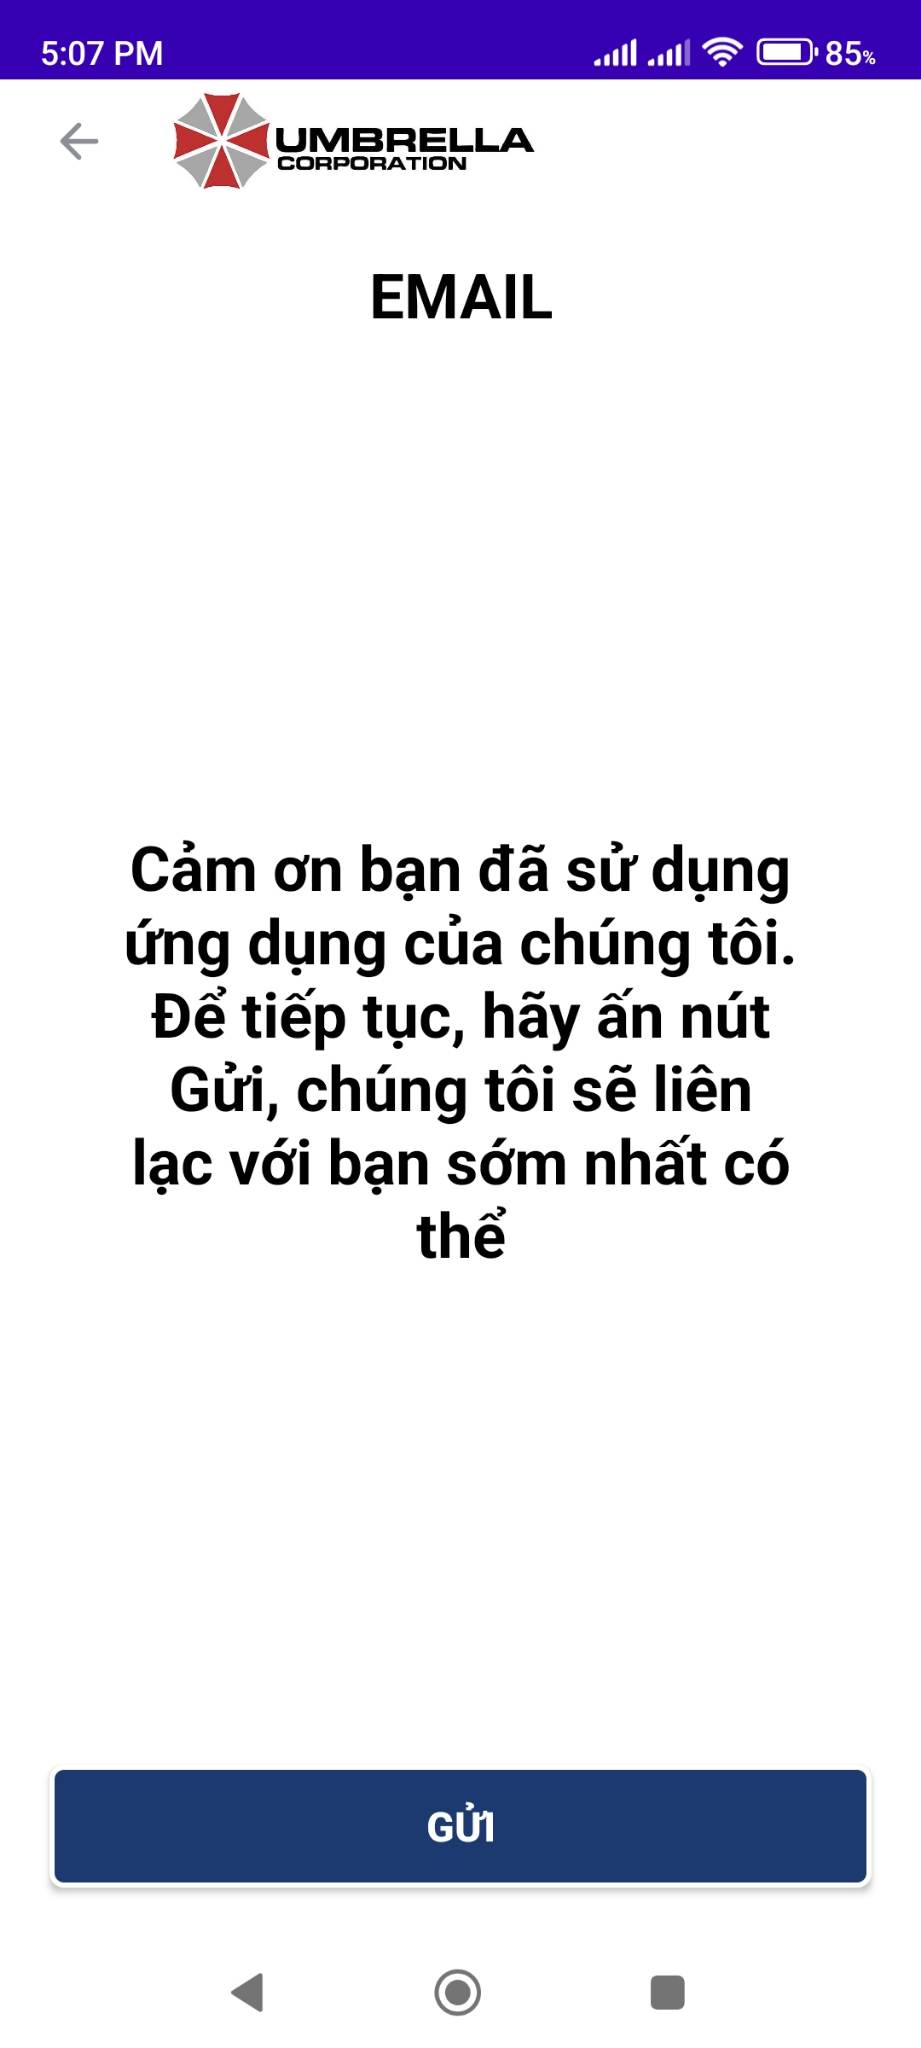 5:07 PM
85%
UMBRELLA
CORPORATION
EMAIL
Cảm ơn bạn đã sử dụng
ứng dụng của chúng tôi.
Để tiếp tục, hãy ấn nút
Gửi, chúng tôi sẽ liên
lạc với bạn sớm nhất có
thể
GỬI